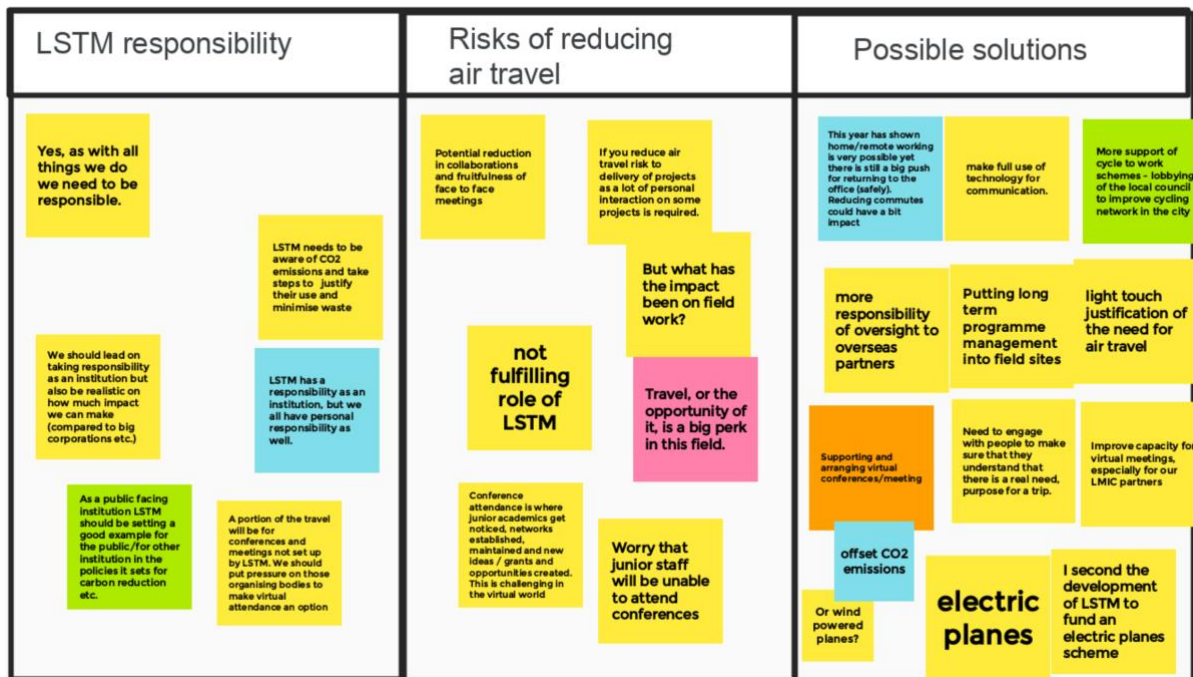 LSTM responsibility
Risks of reducing
air travel
Possible solutions
Yes, as with all
things we do
we need to be
responsible.
LSTM needs to be
aware of CO2
emissions and take
steps to justify
their use and
minimise waste
We should lead on
taking responsibility
as an institution but
also be realistic on
how much impact
we can make
(compared to big
corporations etc.)
LSTM has a
responsibility as an
institution, but we
all have personal
responsibility as
well.
As a public facing
institution LSTM
should be setting a
good example for
the public/for other
institution in the
policies it sets for
carbon reduction
etc.
A portion of the travel
will be for
conferences and
meetings not set up
by LSTM. We should
put pressure on those
organising bodies to
make virtual
attendance an option
Potential reduction
in collaborations
and fruitfulness of
face to face
meetings
If you reduce air
travel risk to
delivery of projects
as a lot of personal
interaction on some
projects is required.
But what has
the impact
been on field
work?
not
fulfilling
role of
LSTM
Travel, or the
opportunity of
it, is a big perk
in this field.
Conference
attendance is where
junior academics get
noticed, networks
established,
maintained and new
ideas / grants and
opportunities created.
This is challenging
in the virtual world
Worry that
junior staff
will be unable
to attend
conferences
This year has shown
home/remote working
is very possible yet
there is still a big push
for returning to the
office (safely).
Reducing commutes
could have a bit
impact
make full use of
technology for
communication.
More support of
cycle to work
schemes - lobbying
of the local council
to improve cycling
network in the city
more
responsibility
of oversight to
overseas
partners
Putting long
term
programme
management
into field sites
light touch
justification of
the need for
air travel
Supporting and
arranging virtual
conferences/meeting
Need to engage
with people to make
sure that they
understand that
there is a real need,
purpose for a trip.
Improve capacity for
virtual meetings,
especially for our
LMIC partners
offset CO2
emissions
Or wind
powered
planes?
electric
planes
I second the
development
of LSTM to
fund an
electric planes
scheme